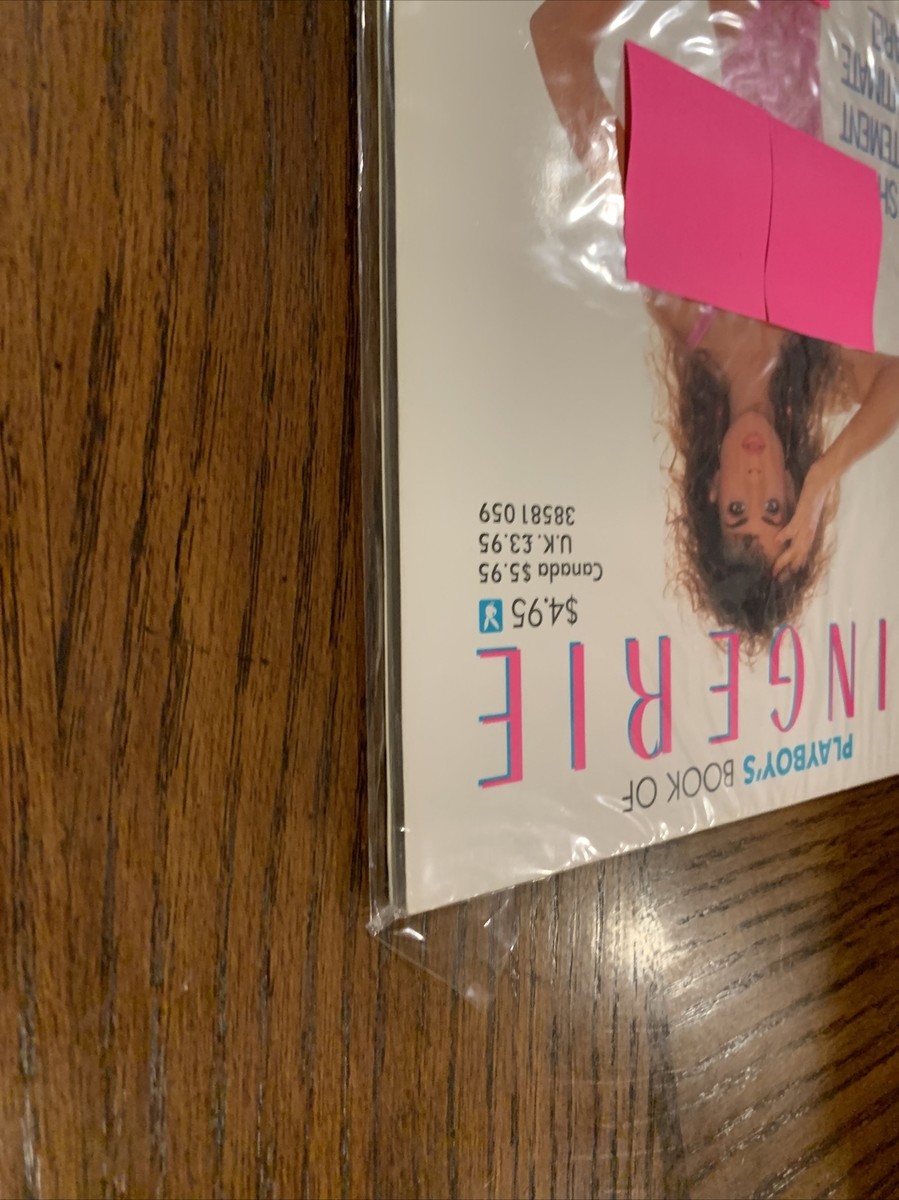 PLAYBOY'S BOOK OF
INGERIE
$4.95
Canada $5.95
U.K. £3.95
38581 059